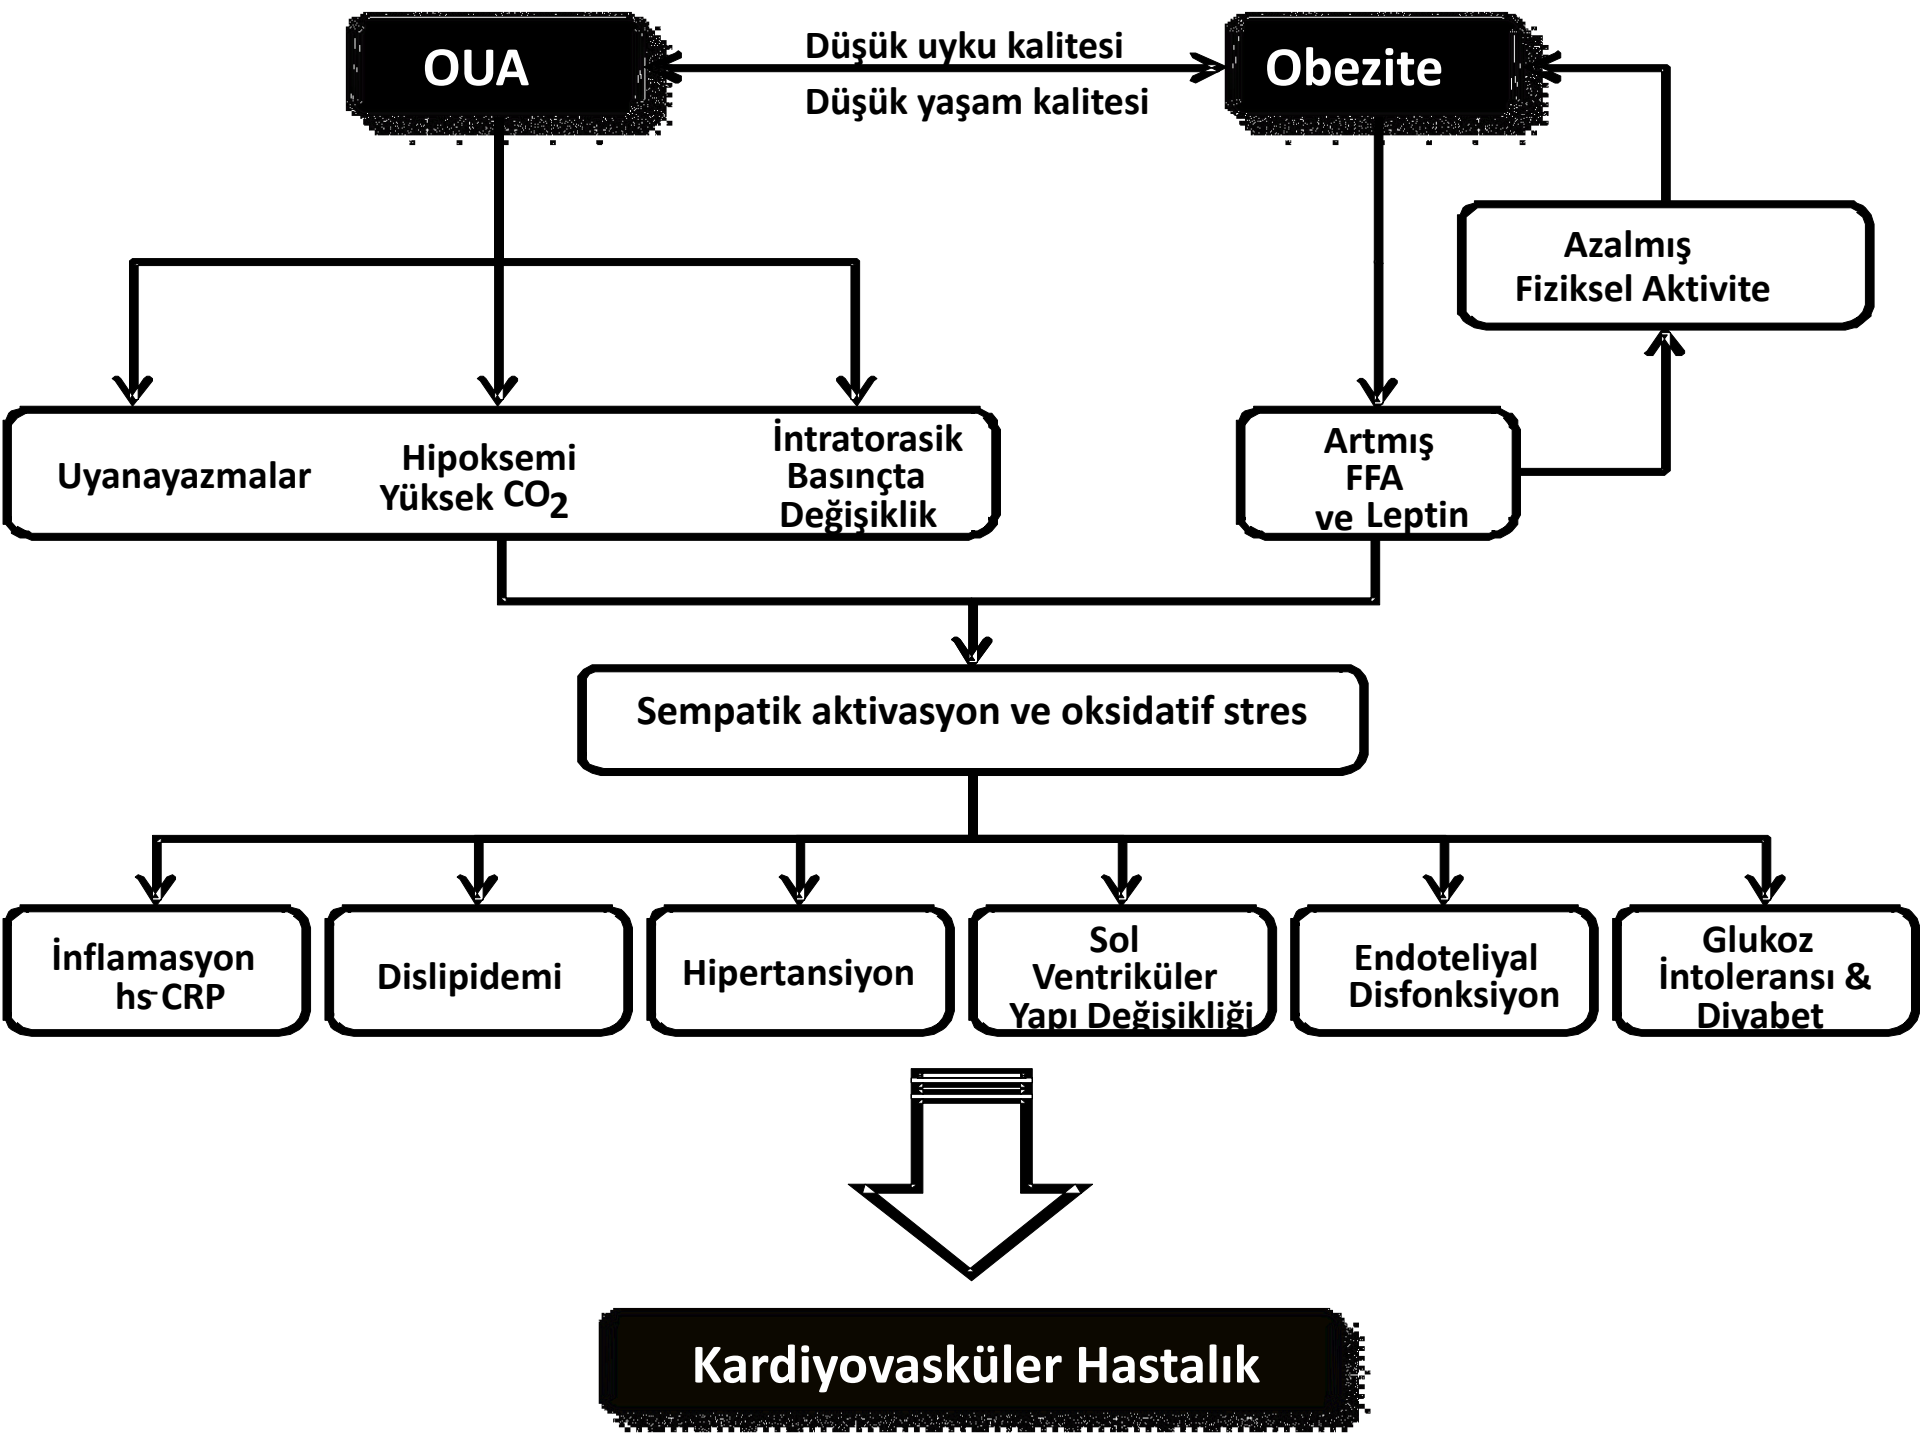 OUA
Düşük uyku kalitesi
Düşük yaşam kalitesi
Obezite
Azalmış
Fiziksel Aktivite
Uyanayazmalar
Hipoksemi
Yüksek CO2
İntratorasik
Basınçta
Değişiklik
Artmış
FFA
ve Leptin
Sempatik aktivasyon ve oksidatif stres
İnflamasyon
hs-CRP
Dislipidemi
Hipertansiyon
Sol
Ventriküler
Yapı Değişikliği
Endoteliyal
Disfonksiyon
Glukoz
İntoleransı &
Diyabet
Kardiyovasküler Hastalık